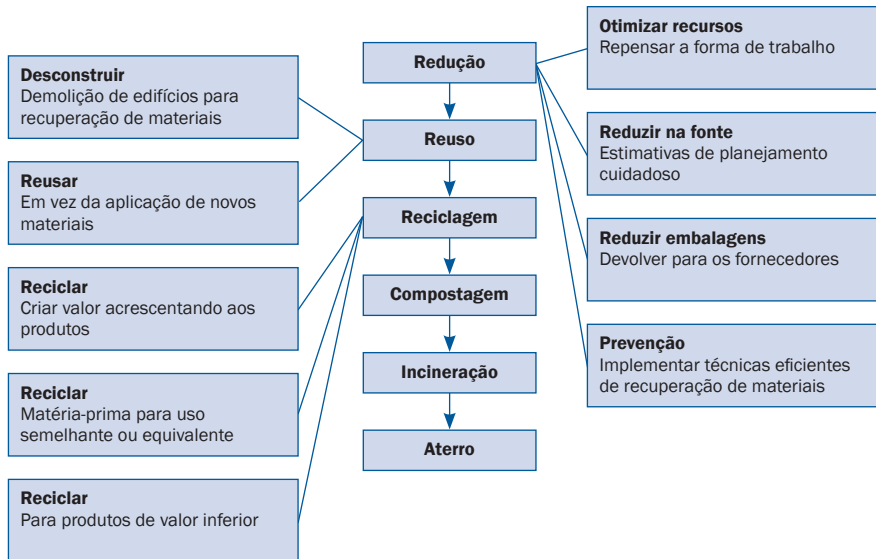 Desconstruir
Demolição de edifícios para
recuperação de materiais
Reusar
Em vez da aplicação de novos
materiais
Reciclar
Criar valor acrescentando aos
produtos
Reciclar
Matéria-prima para uso
semelhante ou equivalente
Reciclar
Para produtos de valor inferior
Redução
Reuso
Reciclagem
Compostagem
Incineração
Aterro
Otimizar recursos
Repensar a forma de trabalho
Reduzir na fonte
Estimativas de planejamento
cuidadoso
Reduzir embalagens
Devolver para os fornecedores
Prevenção
Implementar técnicas eficientes
de recuperação de materiais